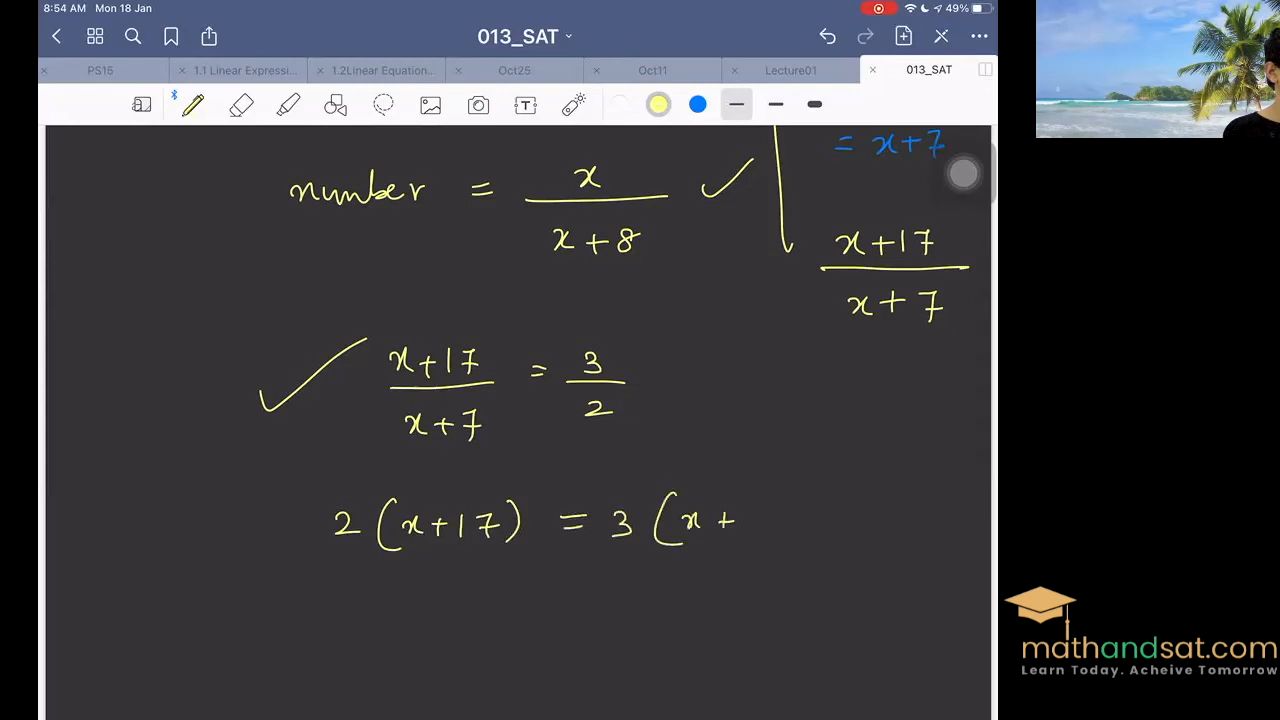 8:54 AM Mon 18 Jan 49%
013_SAT
PS15 1.1 Linear Expressi... 1.2Linear Equation... Oct25 Oct11 Lecture01 013_SAT
= x+7
number = x / x+8
x+17 / x+7
x+17 / x+7 = 3 / 2
2(x+17) = 3(x+
mathandsat.com
Learn Today. Acheive Tomorrow